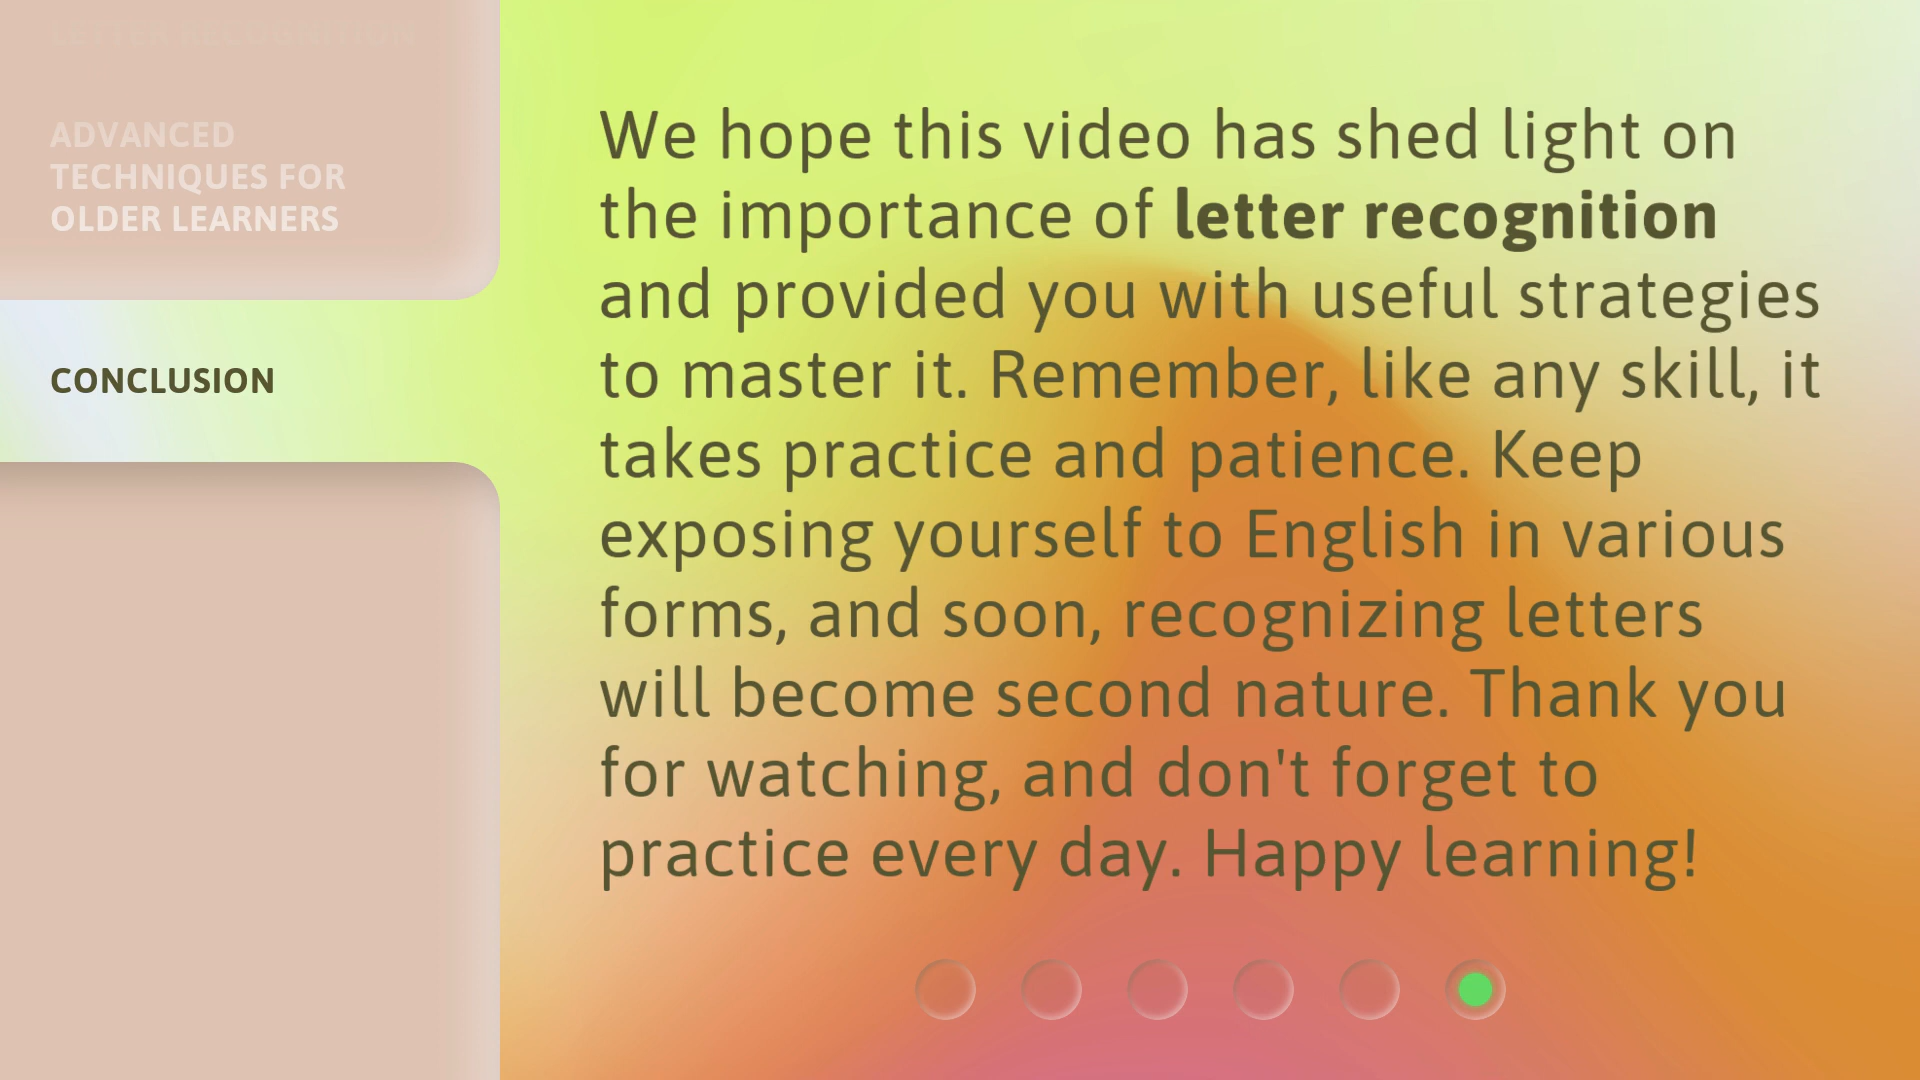 LETTER RECOGNITION
ADVANCED
TECHNIQUES FOR
OLDER LEARNERS
CONCLUSION
We hope this video has shed light on
the importance of letter recognition
and provided you with useful strategies
to master it. Remember, like any skill, it
takes practice and patience. Keep
exposing yourself to English in various
forms, and soon, recognizing letters
will become second nature. Thank you
for watching, and don't forget to
practice every day. Happy learning!